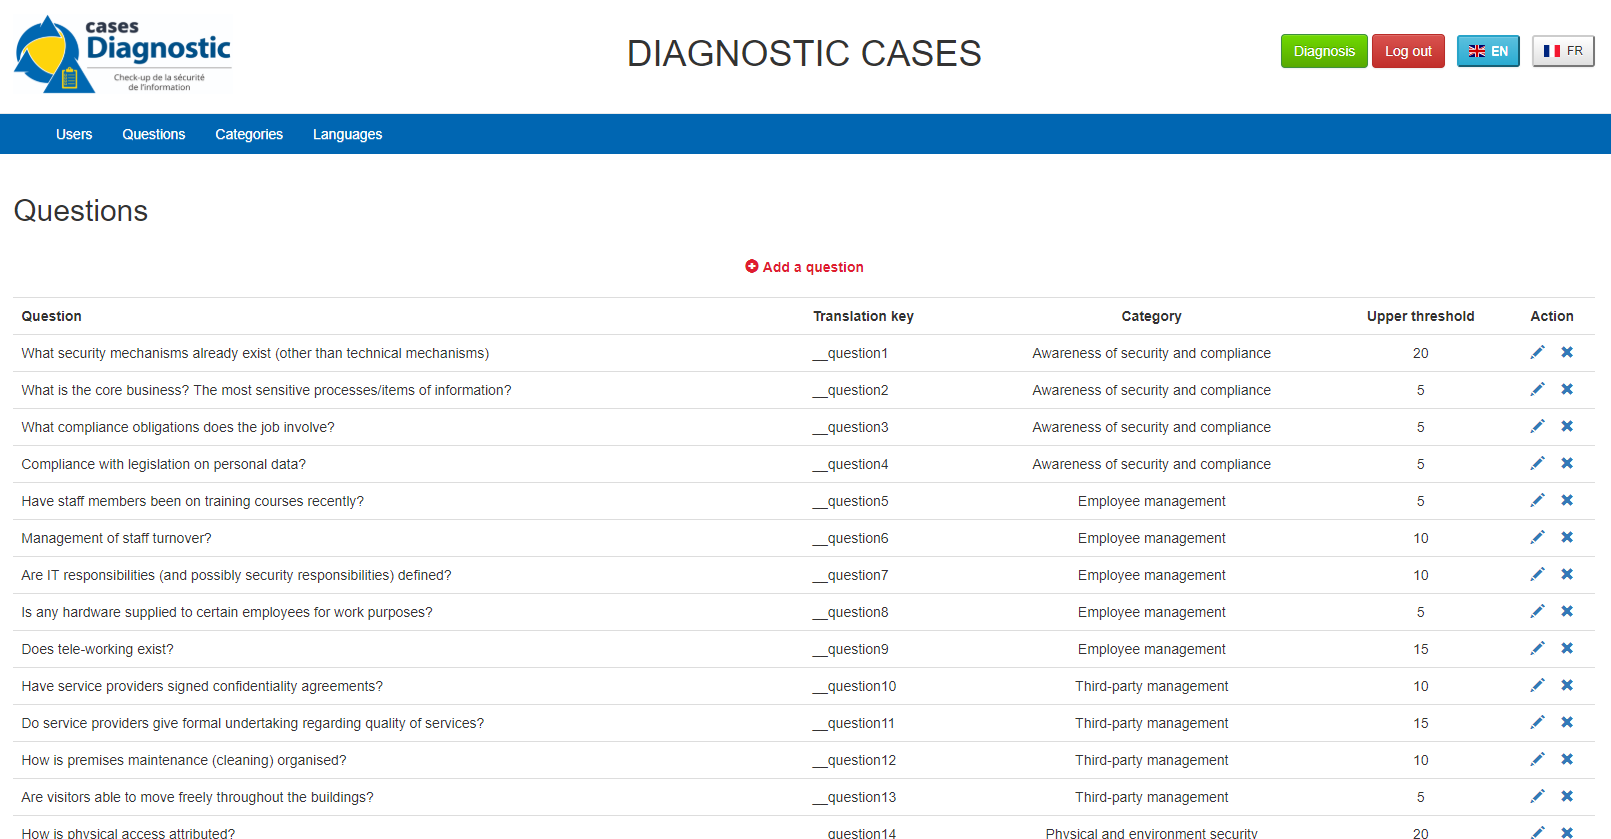 cases
Diagnostic
Check-up de la sécurité
de l'information
DIAGNOSTIC CASES
Diagnosis Log out EN FR
Users Questions Categories Languages
Questions
Add a question
Question Translation key Category Upper threshold Action
What security mechanisms already exist (other than technical mechanisms) __question1 Awareness of security and compliance 20
What is the core business? The most sensitive processes/items of information? __question2 Awareness of security and compliance 5
What compliance obligations does the job involve? __question3 Awareness of security and compliance 5
Compliance with legislation on personal data? __question4 Awareness of security and compliance 5
Have staff members been on training courses recently? __question5 Employee management 5
Management of staff turnover? __question6 Employee management 10
Are IT responsibilities (and possibly security responsibilities) defined? __question7 Employee management 10
Is any hardware supplied to certain employees for work purposes? __question8 Employee management 5
Does tele-working exist? __question9 Employee management 15
Have service providers signed confidentiality agreements? __question10 Third-party management 10
Do service providers give formal undertaking regarding quality of services? __question11 Third-party management 15
How is premises maintenance (cleaning) organised? __question12 Third-party management 10
Are visitors able to move freely throughout the buildings? __question13 Third-party management 5
How is physical access attributed? __question14 Physical and environment security 20